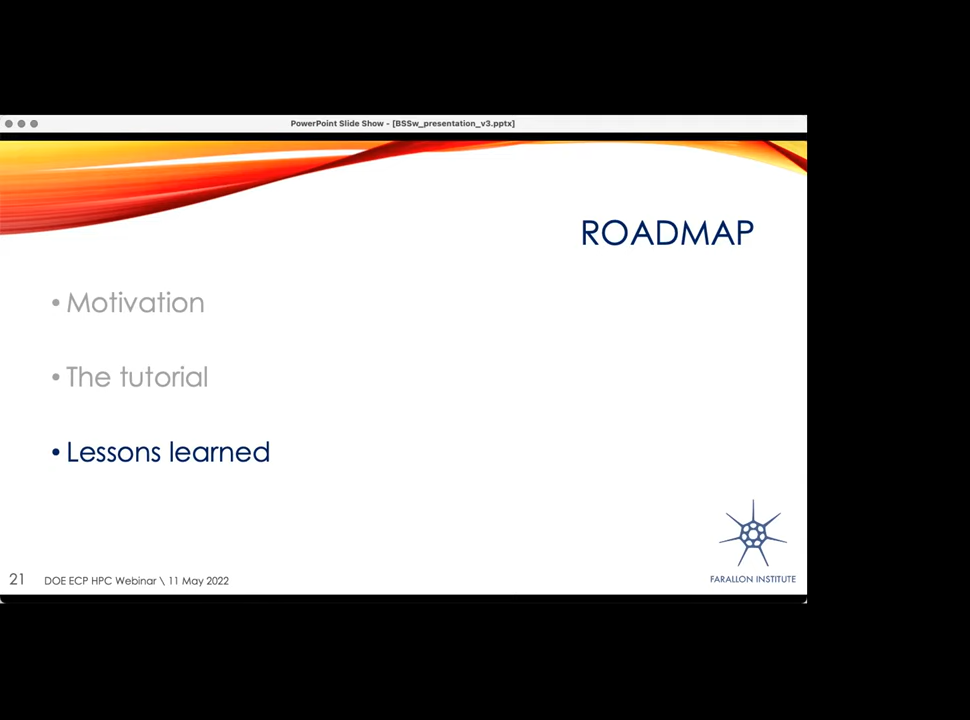 PowerPoint Slide Show - [BSSw_presentation_v3.pptx]
ROADMAP
• Motivation
• The tutorial
• Lessons learned
FARALLON INSTITUTE
21 DOE ECP HPC Webinar \ 11 May 2022